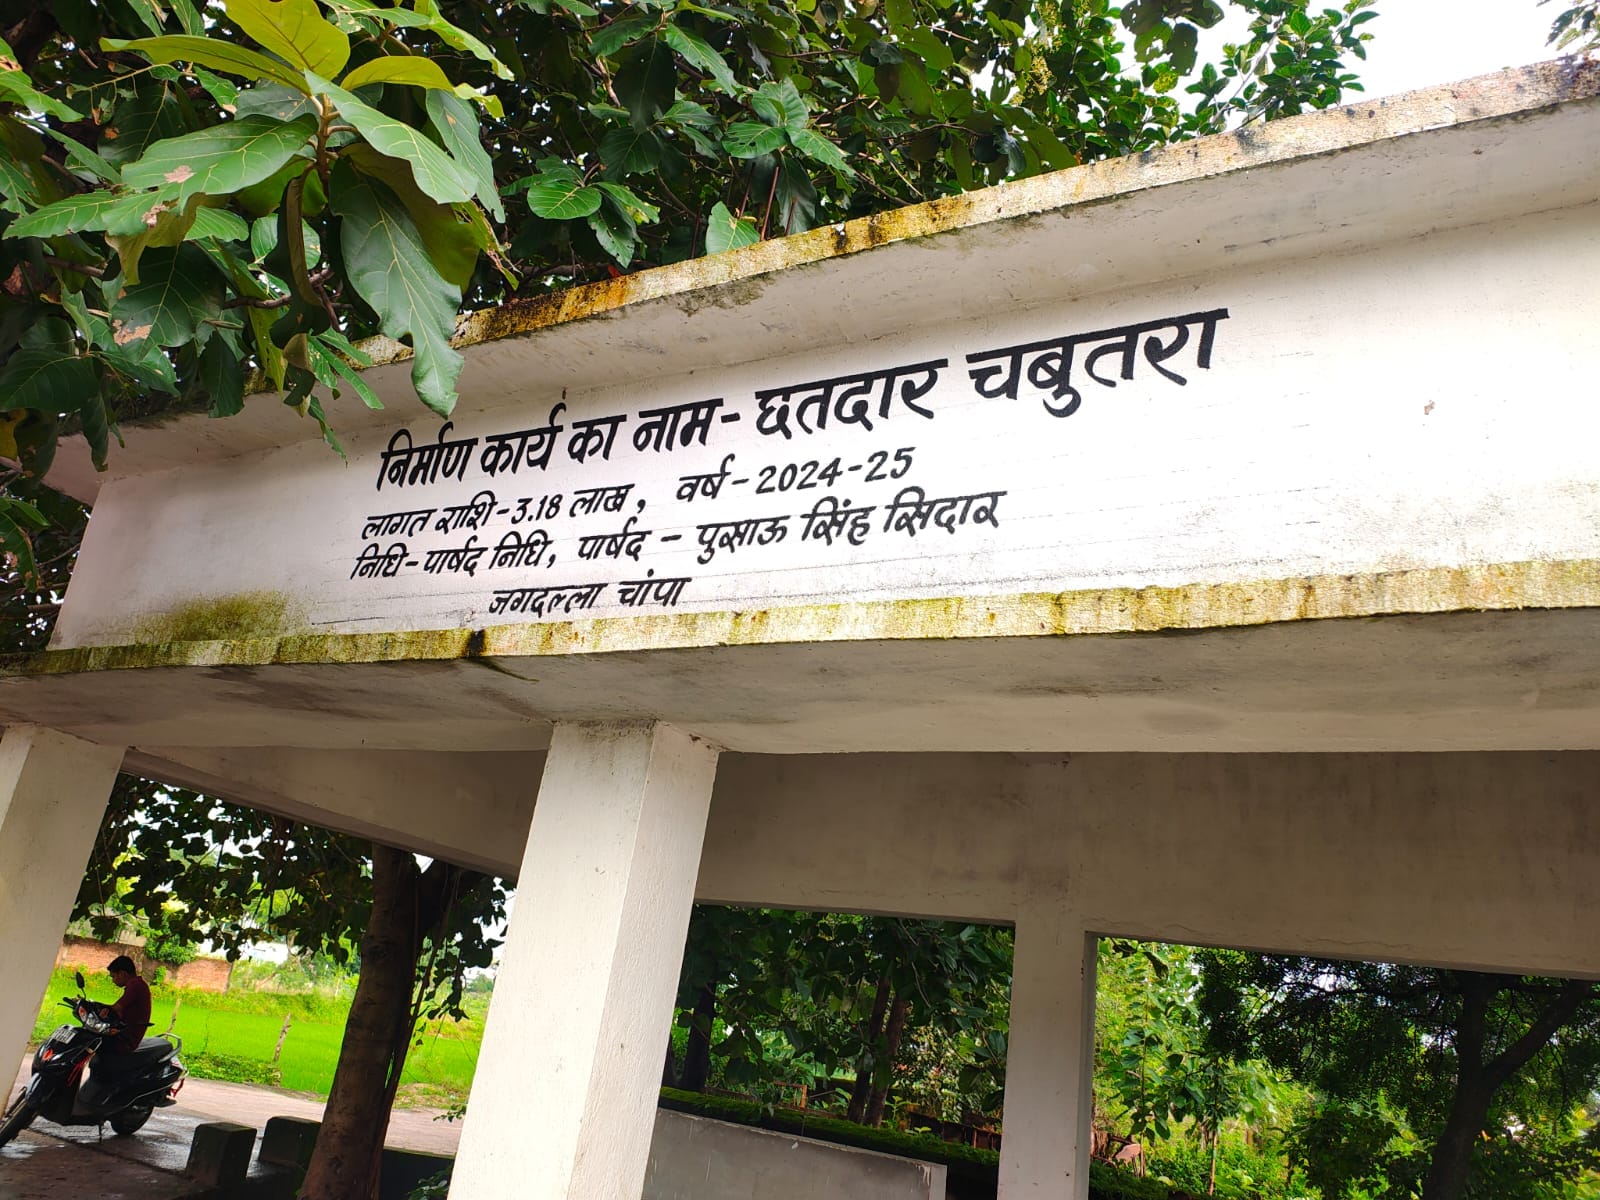 निर्माण कार्य का नाम- छतदार चबुतरा
लागत राशि-3.18 लाख, वर्ष-2024-25
निधि-पार्षद निधि, पार्षद - पुसाऊ सिंह सिदार
जगदल्ला चांपा